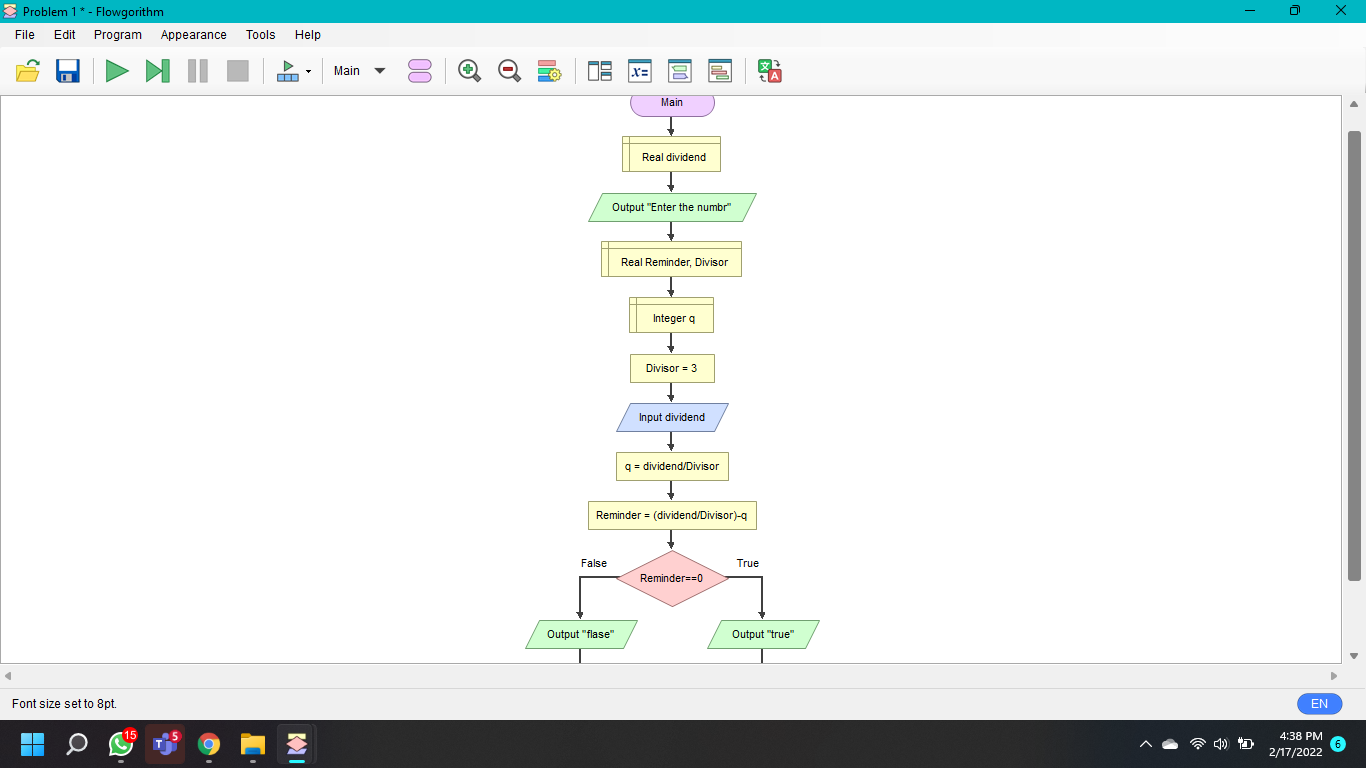 Problem 1 * - Flowgorithm
File Edit Program Appearance Tools Help
Main
x=
文
A
Main
Real dividend
Output "Enter the numbr"
Real Reminder, Divisor
Integer q
Divisor = 3
Input dividend
q = dividend/Divisor
Reminder = (dividend/Divisor)-q
False True
Reminder==0
Output "flase" Output "true"
Font size set to 8pt.
EN
15
5
4:38 PM
2/17/2022
6